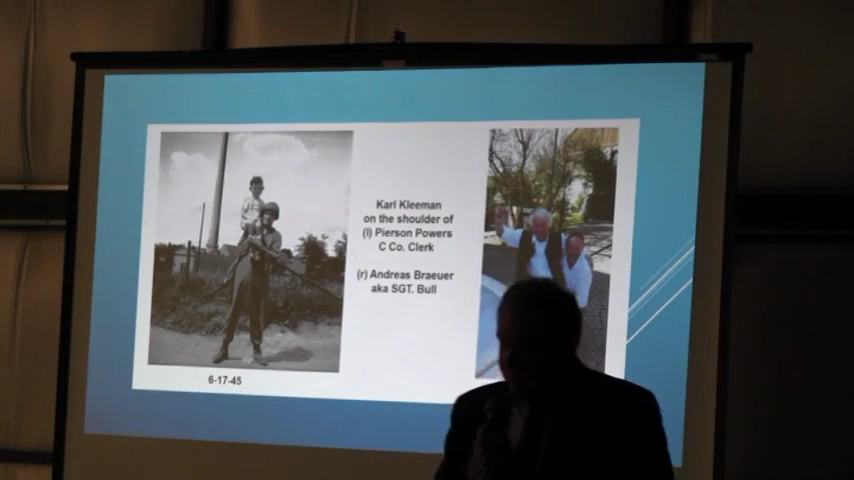 Karl Kleeman
on the shoulder of
(l) Pierson Powers
C Co. Clerk
(r) Andreas Braeuer
aka SGT. Bull
6-17-45